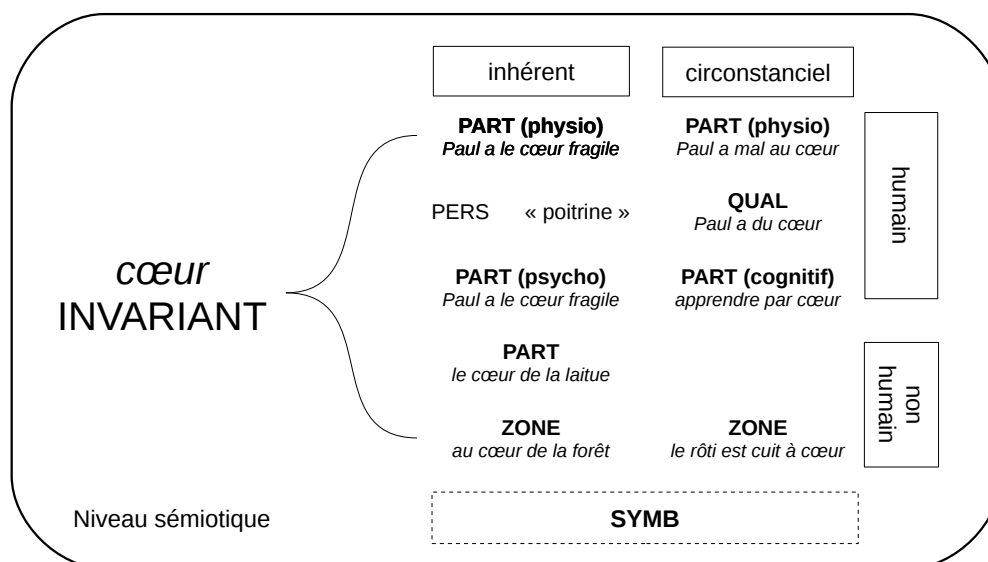 inhérent
circonstanciel
PART (physio)
Paul a le cœur fragile
PART (physio)
Paul a mal au cœur
humain
PERS « poitrine »
QUAL
Paul a du cœur
cœur
INVARIANT
PART (psycho)
Paul a le cœur fragile
PART (cognitif)
apprendre par cœur
PART
le cœur de la laitue
non
humain
ZONE
au cœur de la forêt
ZONE
le rôti est cuit à cœur
Niveau sémiotique
SYMB